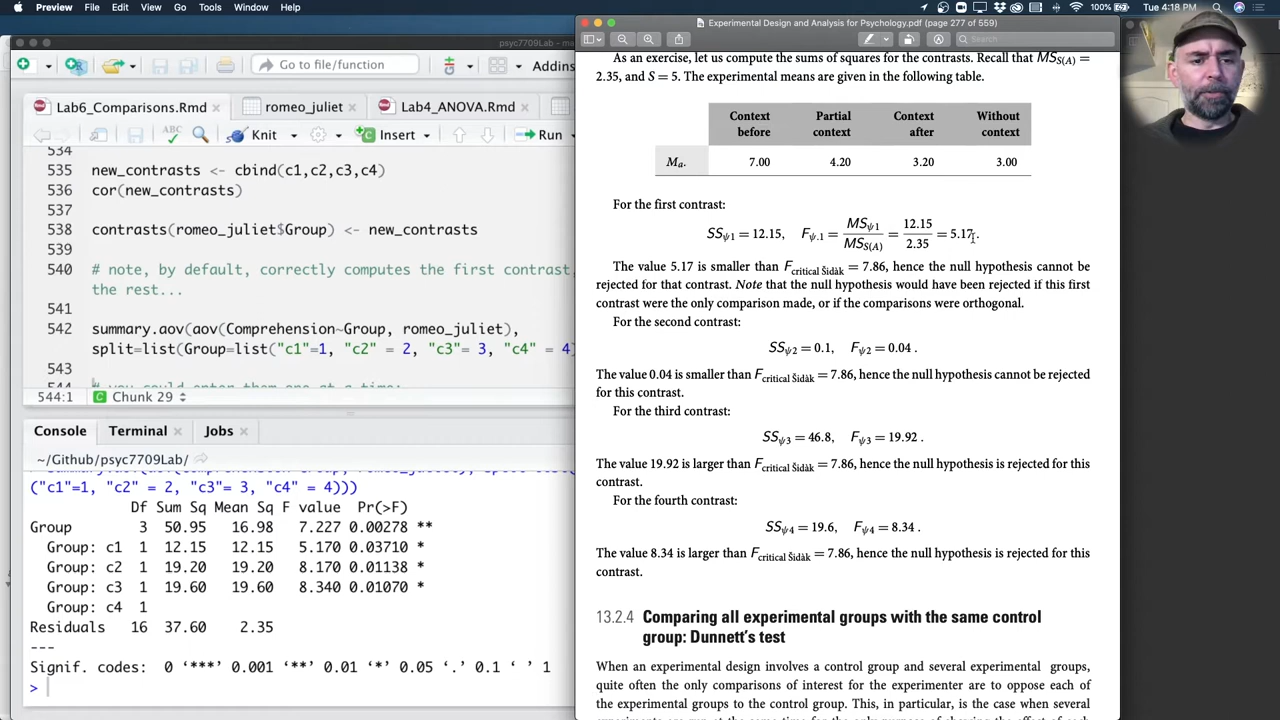 File Edit View Go Tools Window Help
100%
Tue 4:18 PM
psyc7709Lab - ma
Go to file/function
Addins
Lab6_Comparisons.Rmd
romeo_juliet
Lab4_ANOVA.Rmd
ABC
Knit
Insert
Run
534
535 new_contrasts <- cbind(c1,c2,c3,c4)
536 cor(new_contrasts)
537
538 contrasts(romeo_juliet$Group) <- new_contrasts
539
540 # note, by default, correctly computes the first contrast,
the rest...
541
542 summary.aov(aov(Comprehension~Group, romeo_juliet),
split=list(Group=list("c1"=1, "c2" = 2, "c3"= 3, "c4" = 4)
543
544 # you could enter them one at a time:
544:1 Chunk 29
Console Terminal Jobs
~/Github/psyc7709Lab/
("c1"=1, "c2" = 2, "c3"= 3, "c4" = 4)))
Df Sum Sq Mean Sq F value Pr(>F)
Group 3 50.95 16.98 7.227 0.00278 **
Group: c1 1 12.15 12.15 5.170 0.03710 *
Group: c2 1 19.20 19.20 8.170 0.01138 *
Group: c3 1 19.60 19.60 8.340 0.01070 *
Group: c4 1
Residuals 16 37.60 2.35
---
Signif. codes: 0 ‘***’ 0.001 ‘**’ 0.01 ‘*’ 0.05 ‘.’ 0.1 ‘ ’ 1
>
Experimental Design and Analysis for Psychology.pdf (page 277 of 559)
Search
As an exercise, let us compute the sums of squares for the contrasts. Recall that MS_S(A) =
2.35, and S = 5. The experimental means are given in the following table.
Context before Partial context Context after Without context
Ma. 7.00 4.20 3.20 3.00
For the first contrast:
SSψ1 = 12.15, Fψ.1 = MSψ1 / MS_S(A) = 12.15 / 2.35 = 5.17.
The value 5.17 is smaller than Fcritical Šidàk = 7.86, hence the null hypothesis cannot be
rejected for that contrast. Note that the null hypothesis would have been rejected if this first
contrast were the only comparison made, or if the comparisons were orthogonal.
For the second contrast:
SSψ2 = 0.1, Fψ2 = 0.04 .
The value 0.04 is smaller than Fcritical Šidàk = 7.86, hence the null hypothesis cannot be rejected
for this contrast.
For the third contrast:
SSψ3 = 46.8, Fψ3 = 19.92 .
The value 19.92 is larger than Fcritical Šidàk = 7.86, hence the null hypothesis is rejected for this
contrast.
For the fourth contrast:
SSψ4 = 19.6, Fψ4 = 8.34 .
The value 8.34 is larger than Fcritical Šidàk = 7.86, hence the null hypothesis is rejected for this
contrast.
13.2.4 Comparing all experimental groups with the same control
group: Dunnett’s test
When an experimental design involves a control group and several experimental groups,
quite often the only comparisons of interest for the experimenter are to oppose each of
the experimental groups to the control group. This, in particular, is the case when several